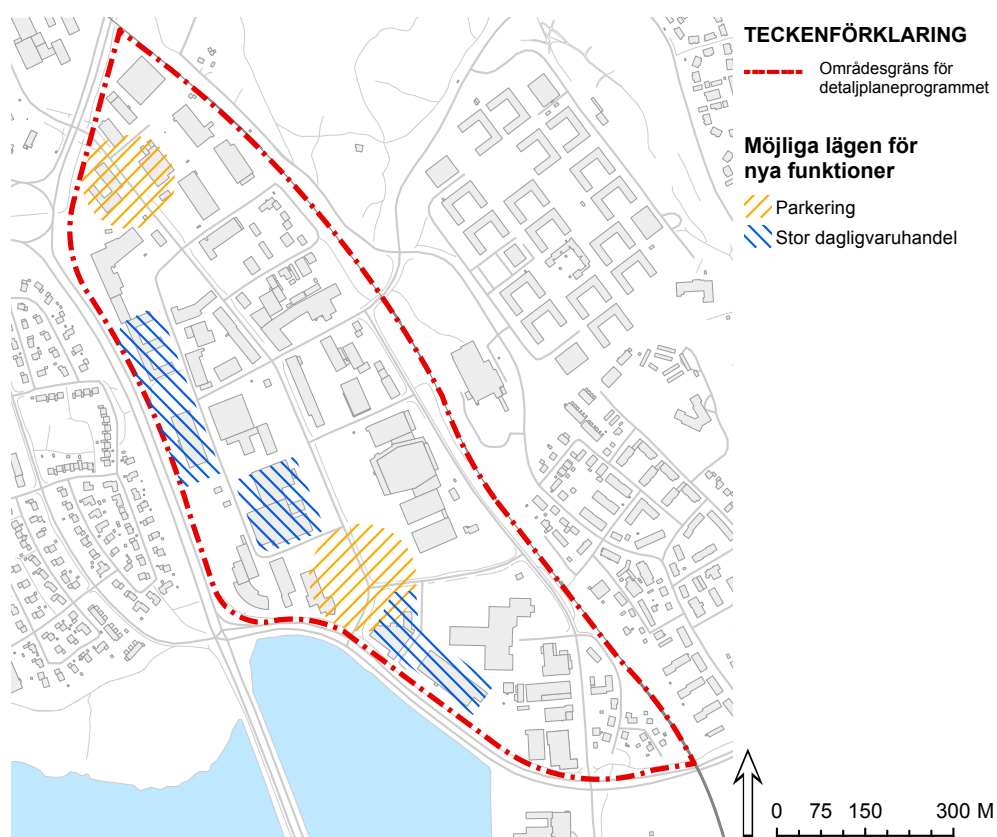 TECKENFÖRKLARING
Områdesgräns för
detaljplaneprogrammet
Möjliga lägen för
nya funktioner
Parkering
Stor dagligvaruhandel
0 75 150 300 M